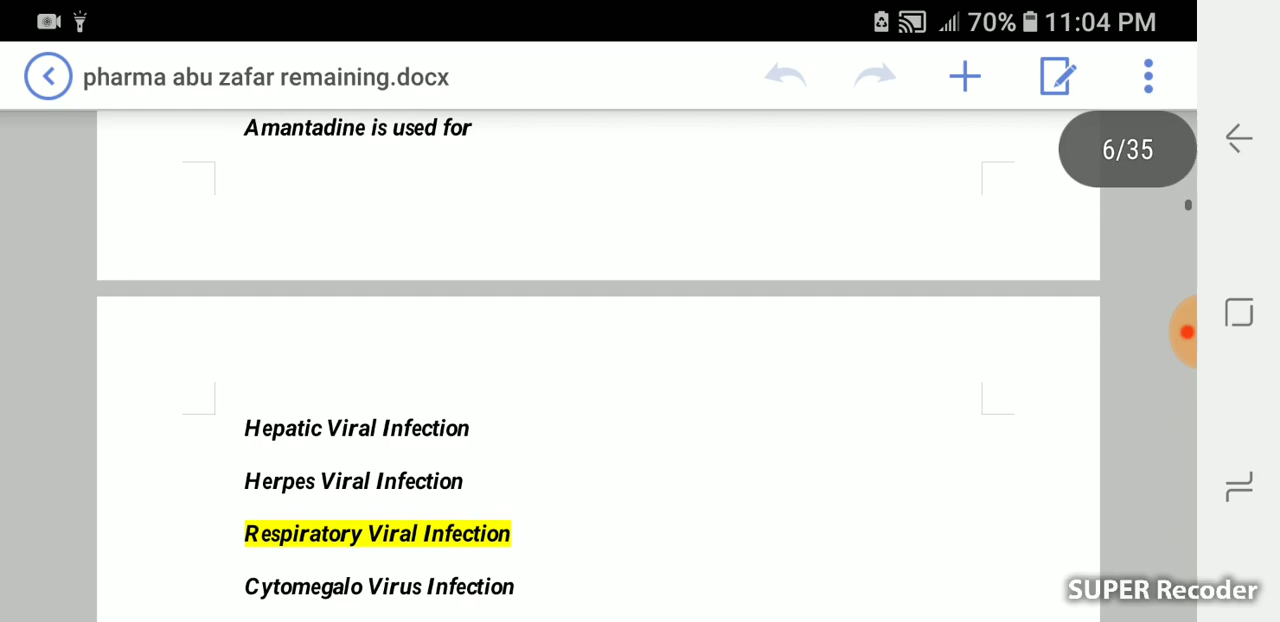 70% 11:04 PM
pharma abu zafar remaining.docx
Amantadine is used for
6/35
Hepatic Viral Infection
Herpes Viral Infection
Respiratory Viral Infection
Cytomegalo Virus Infection
SUPER Recoder